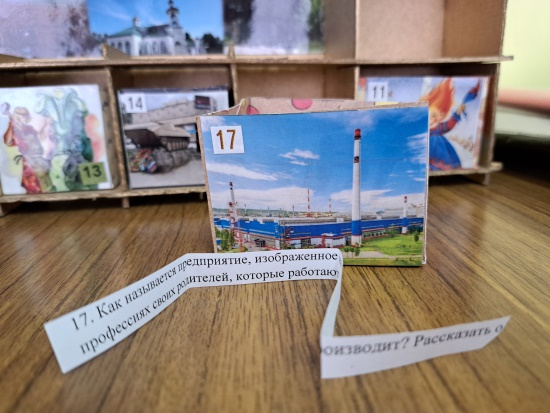 14
11
13
17
17. Как называется предприятие, изображенное
оизводит? Рассказать о
профессиях своих родителей, которые работаю